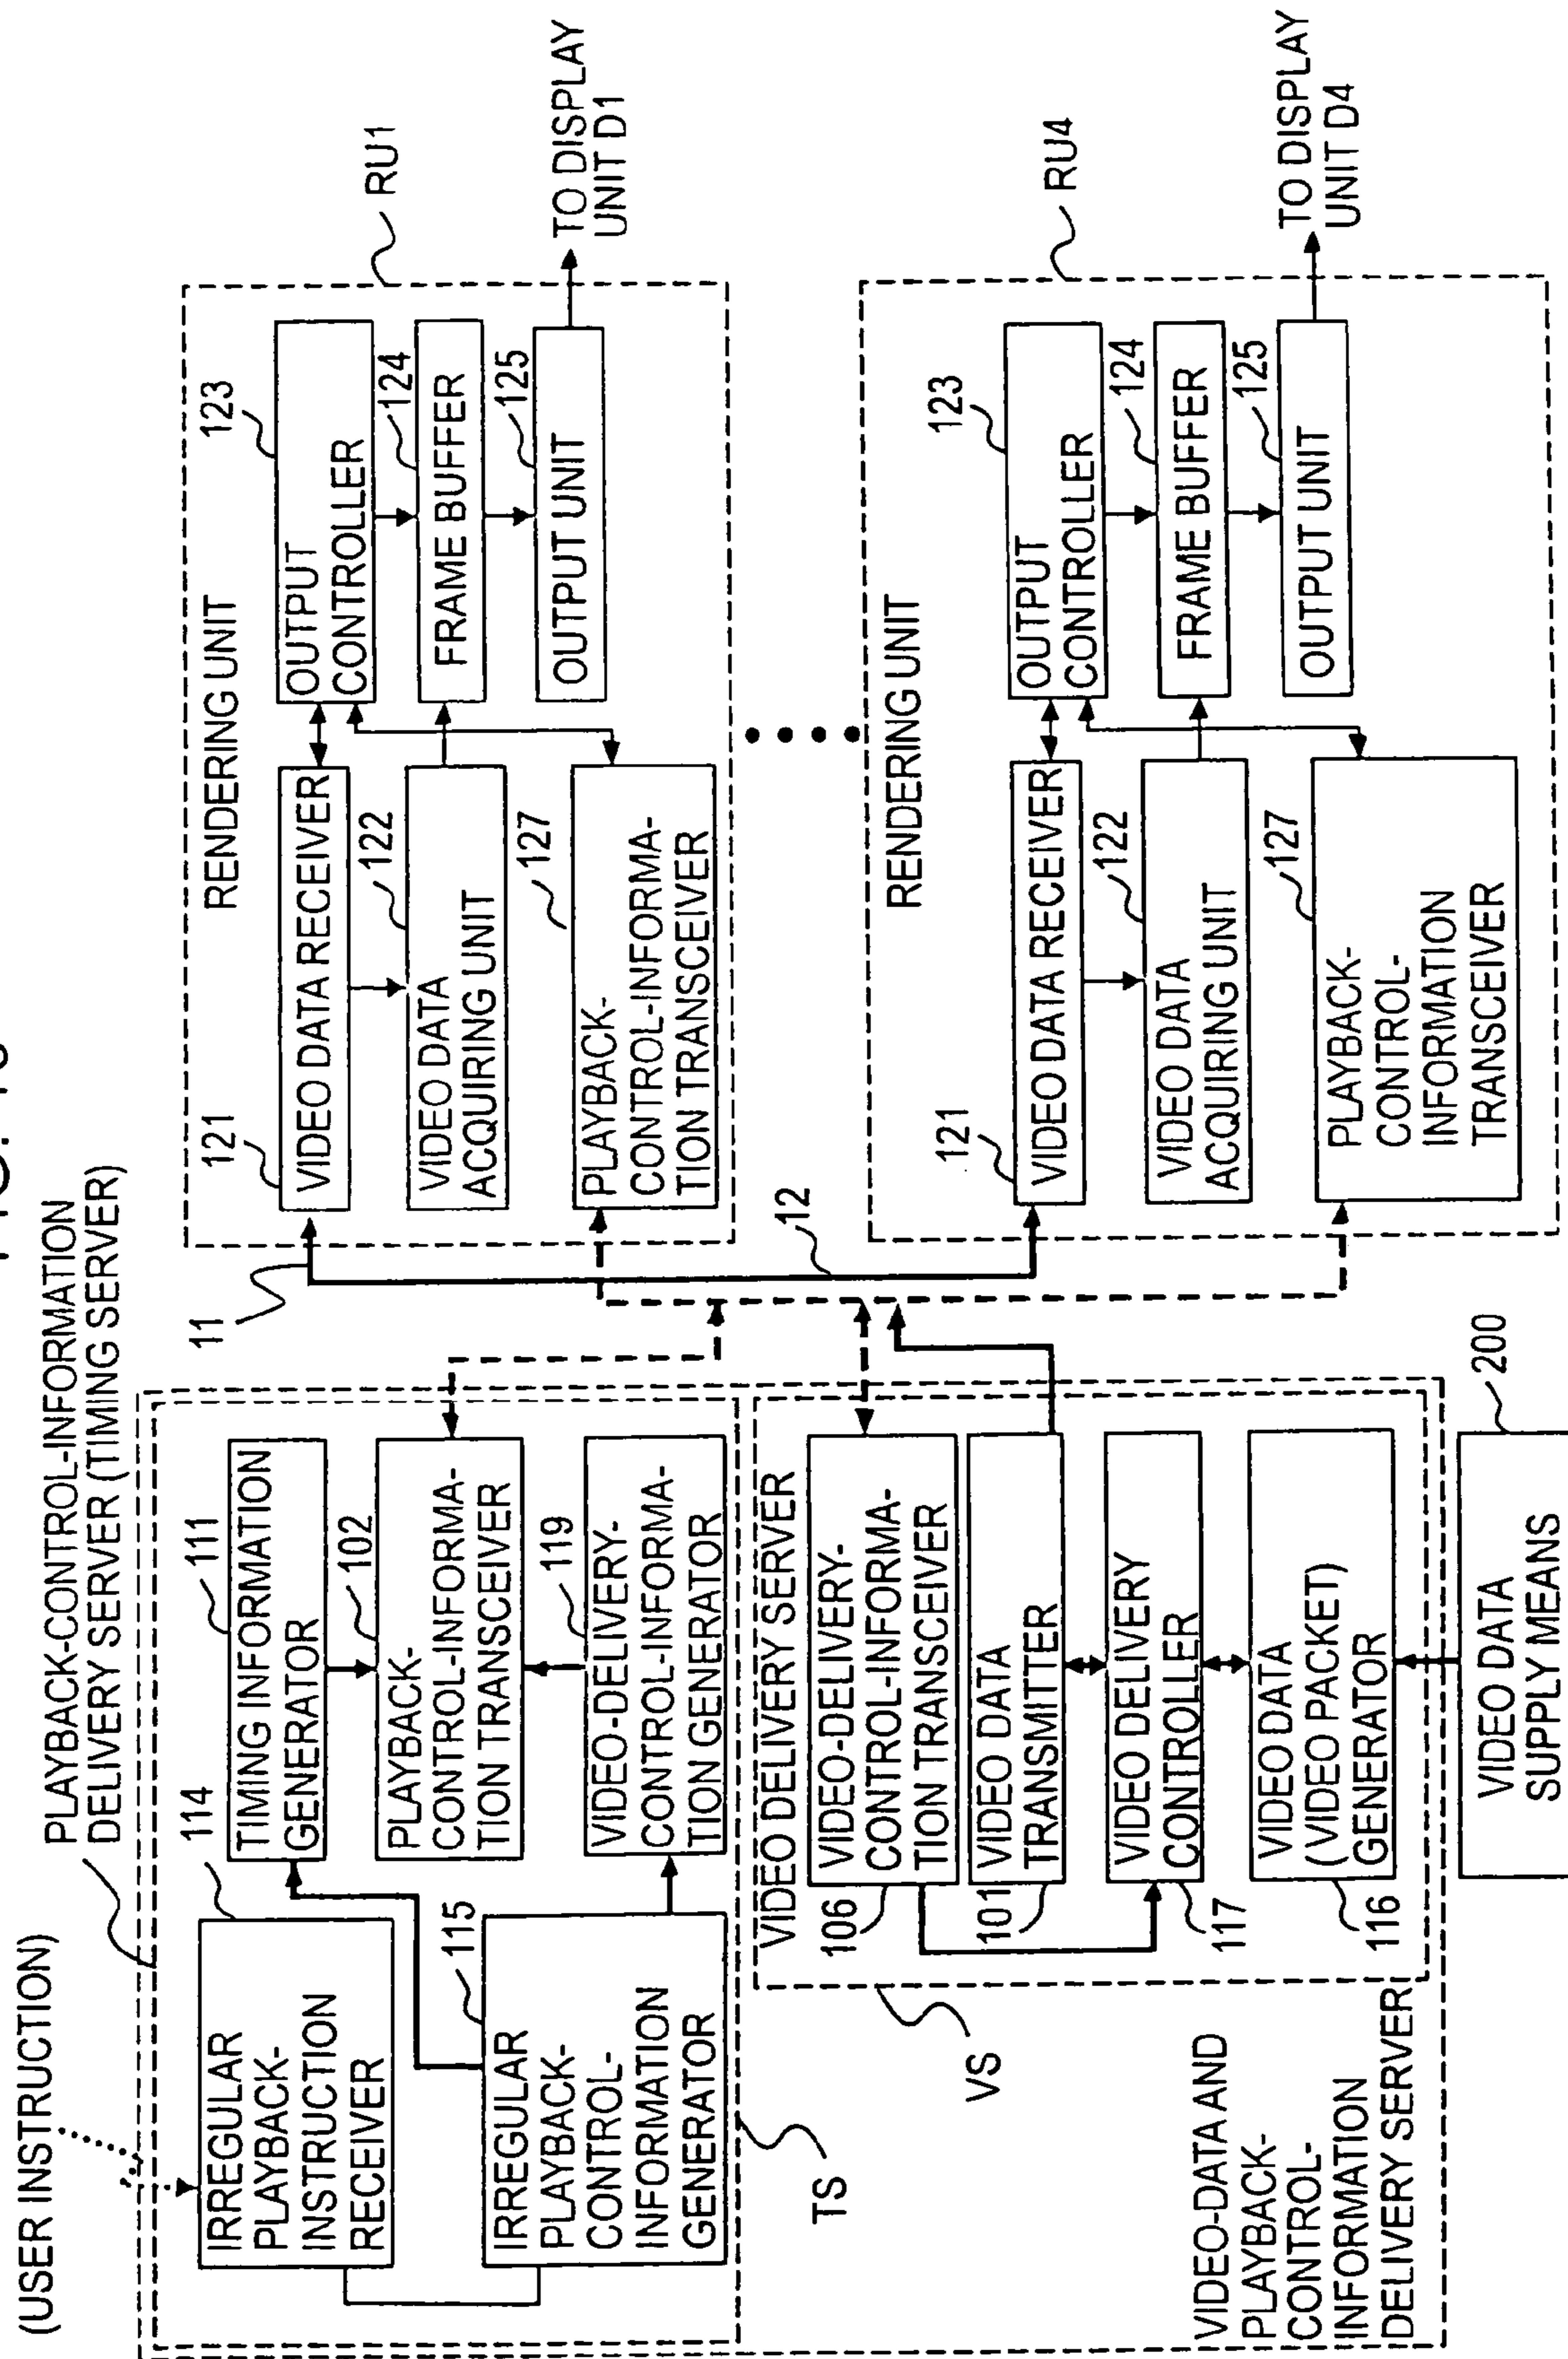 (USER INSTRUCTION)
PLAYBACK-CONTROL-INFORMATION
DELIVERY SERVER (TIMING SERVER)
114
IRREGULAR
PLAYBACK-
INSTRUCTION
RECEIVER
115
IRREGULAR
PLAYBACK-
CONTROL-
INFORMATION
GENERATOR
TS
111
TIMING INFORMATION
GENERATOR
102
PLAYBACK-
CONTROL-INFORMA-
TION TRANSCEIVER
119
VIDEO-DELIVERY-
CONTROL-INFORMA-
TION GENERATOR
VIDEO DELIVERY SERVER
VIDEO-DELIVERY-
CONTROL-INFORMA-
TION TRANSCEIVER
106
VIDEO DATA
TRANSMITTER
101
VIDEO DELIVERY
CONTROLLER
117
VIDEO DATA
(VIDEO PACKET)
GENERATOR
116
VS
VIDEO-DATA AND
PLAYBACK-
CONTROL-
INFORMATION
DELIVERY SERVER
200
VIDEO DATA
SUPPLY MEANS
11
12
RENDERING UNIT
RU1
121
VIDEO DATA RECEIVER
122
VIDEO DATA
ACQUIRING UNIT
127
PLAYBACK-
CONTROL-INFORMA-
TION TRANSCEIVER
123
OUTPUT
CONTROLLER
124
FRAME BUFFER
125
OUTPUT UNIT
TO DISPLAY
UNIT D1
RENDERING UNIT
RU4
121
VIDEO DATA RECEIVER
122
VIDEO DATA
ACQUIRING UNIT
127
PLAYBACK-
CONTROL-
INFORMATION
TRANSCEIVER
123
OUTPUT
CONTROLLER
124
FRAME BUFFER
125
OUTPUT UNIT
TO DISPLAY
UNIT D4